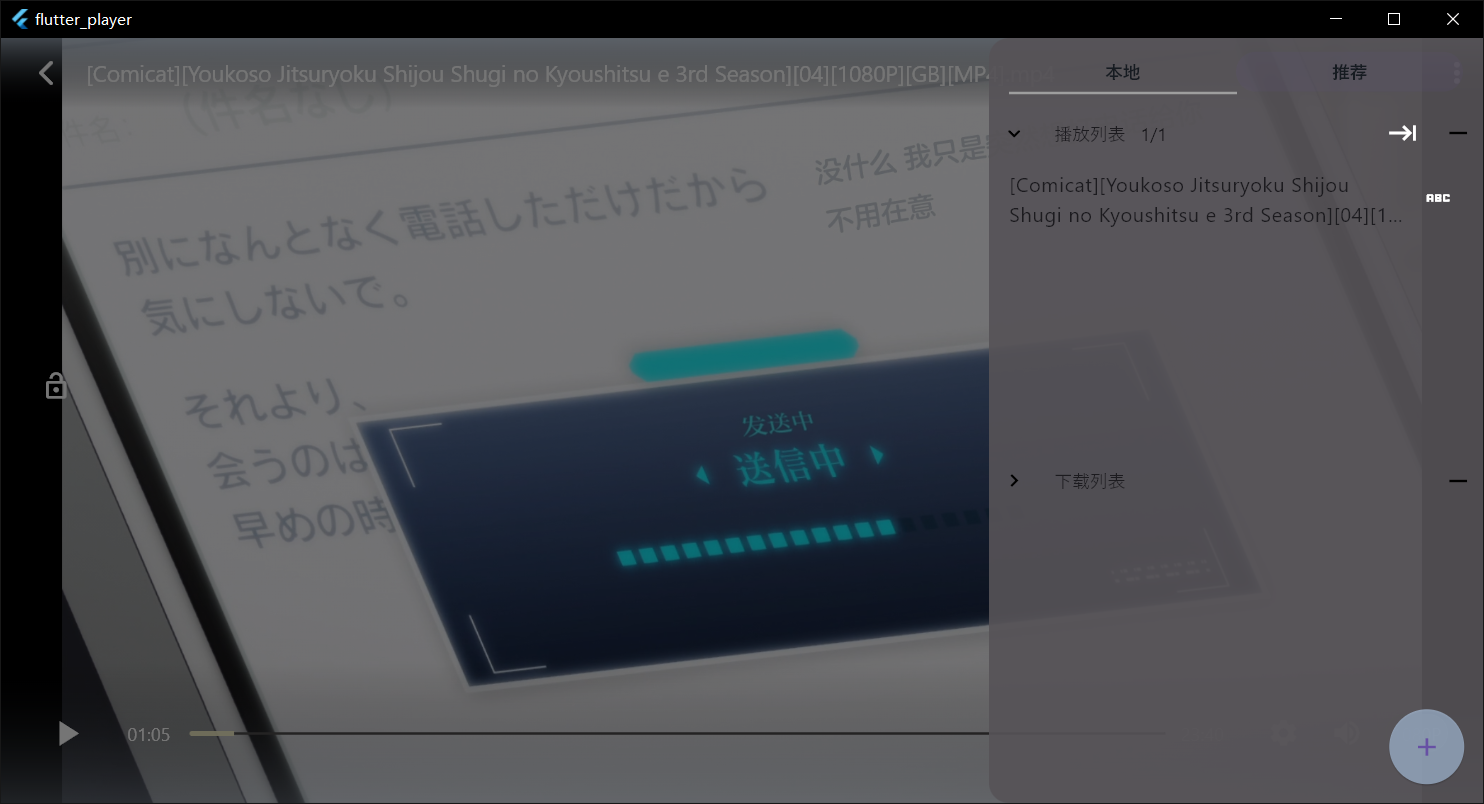 flutter_player
[Comicat][Youkoso Jitsuryoku Shijou Shugi no Kyoushitsu e 3rd Season][04][1080P][GB][MP4].mp4
本地
推荐
(件名なし)
件名:
播放列表 1/1
没什么 我只是
不用在意
[Comicat][Youkoso Jitsuryoku Shijou
Shugi no Kyoushitsu e 3rd Season][04][1...
ABC
別になんとなく電話しただけだから
気にしないで。
それより、
会うのは
早めの時
发送中
送信中
下载列表
01:05